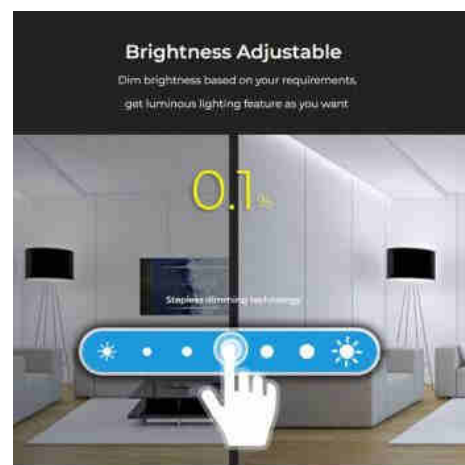 Brightness Adjustable
Dim brightness based on your requirements,
get luminous lighting feature as you want
0.1%
Stepless dimming technology